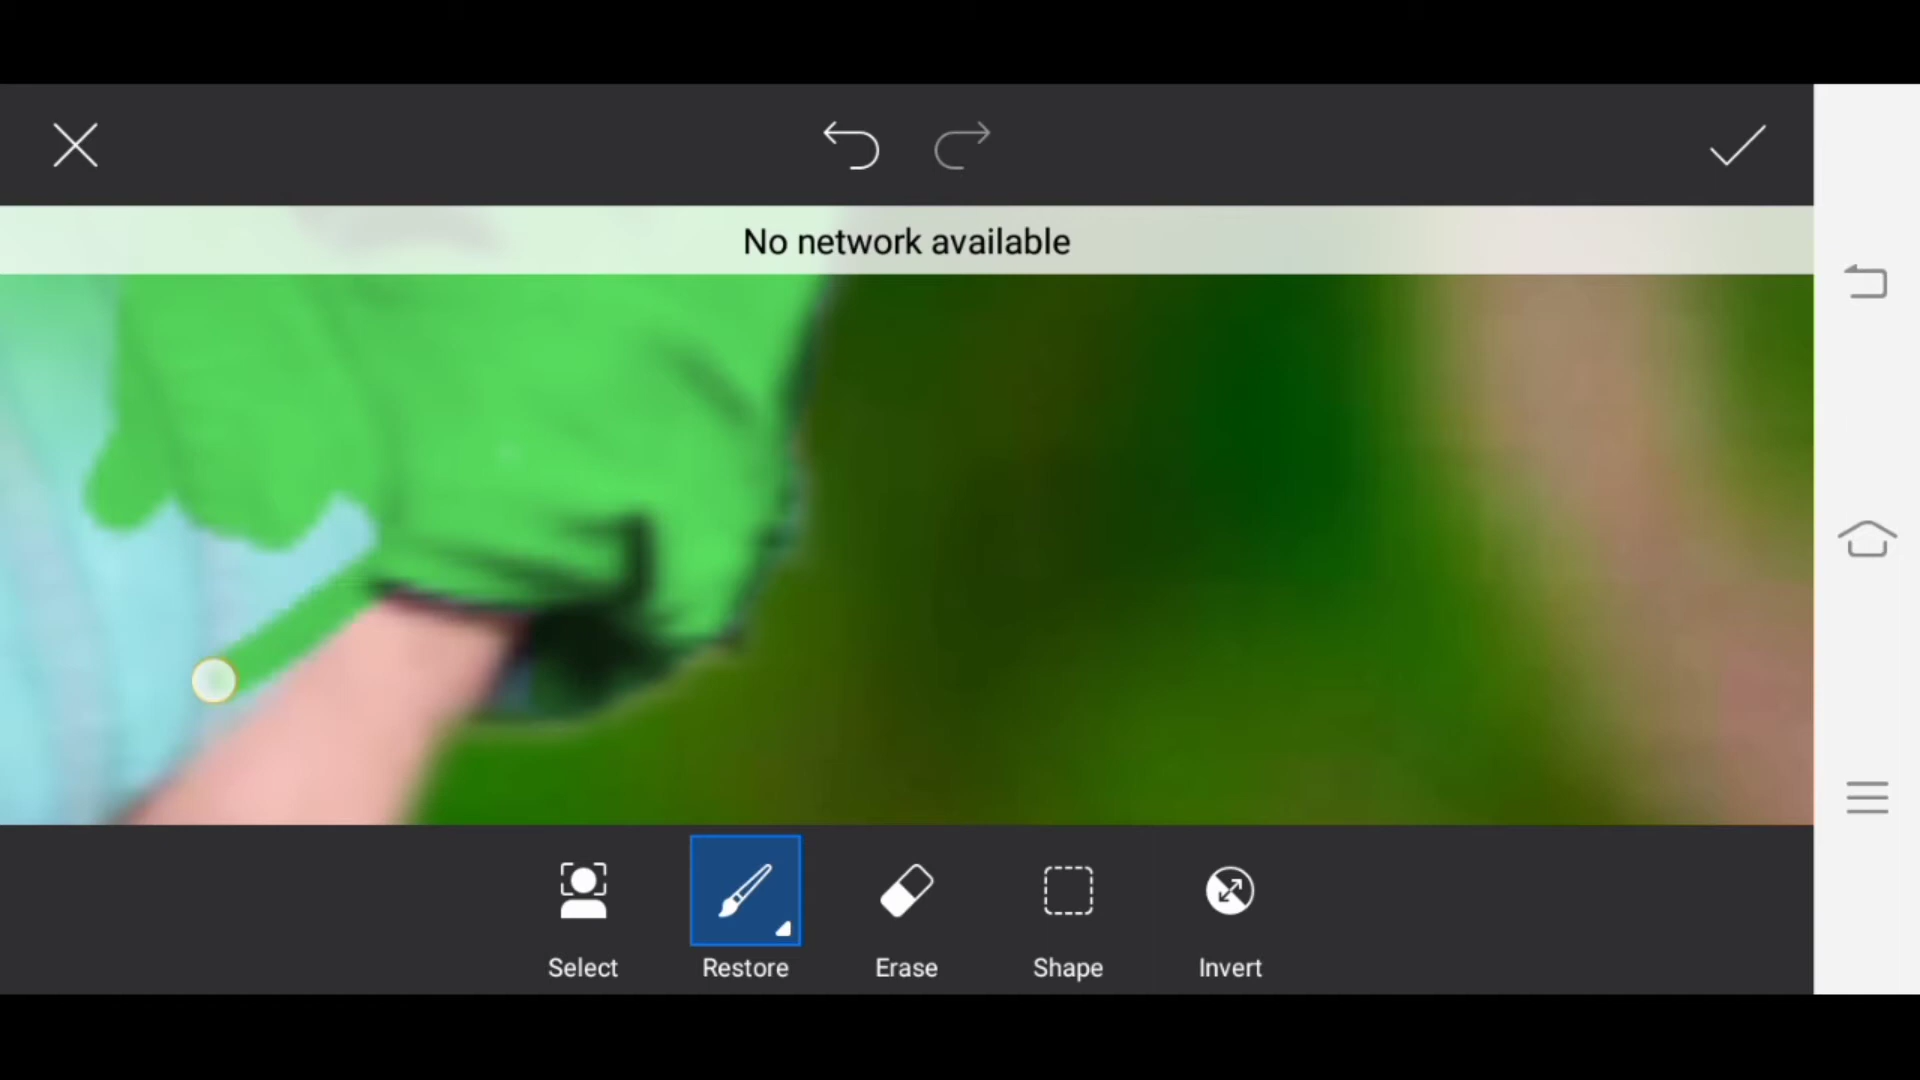 No network available
Select
Restore
Erase
Shape
Invert